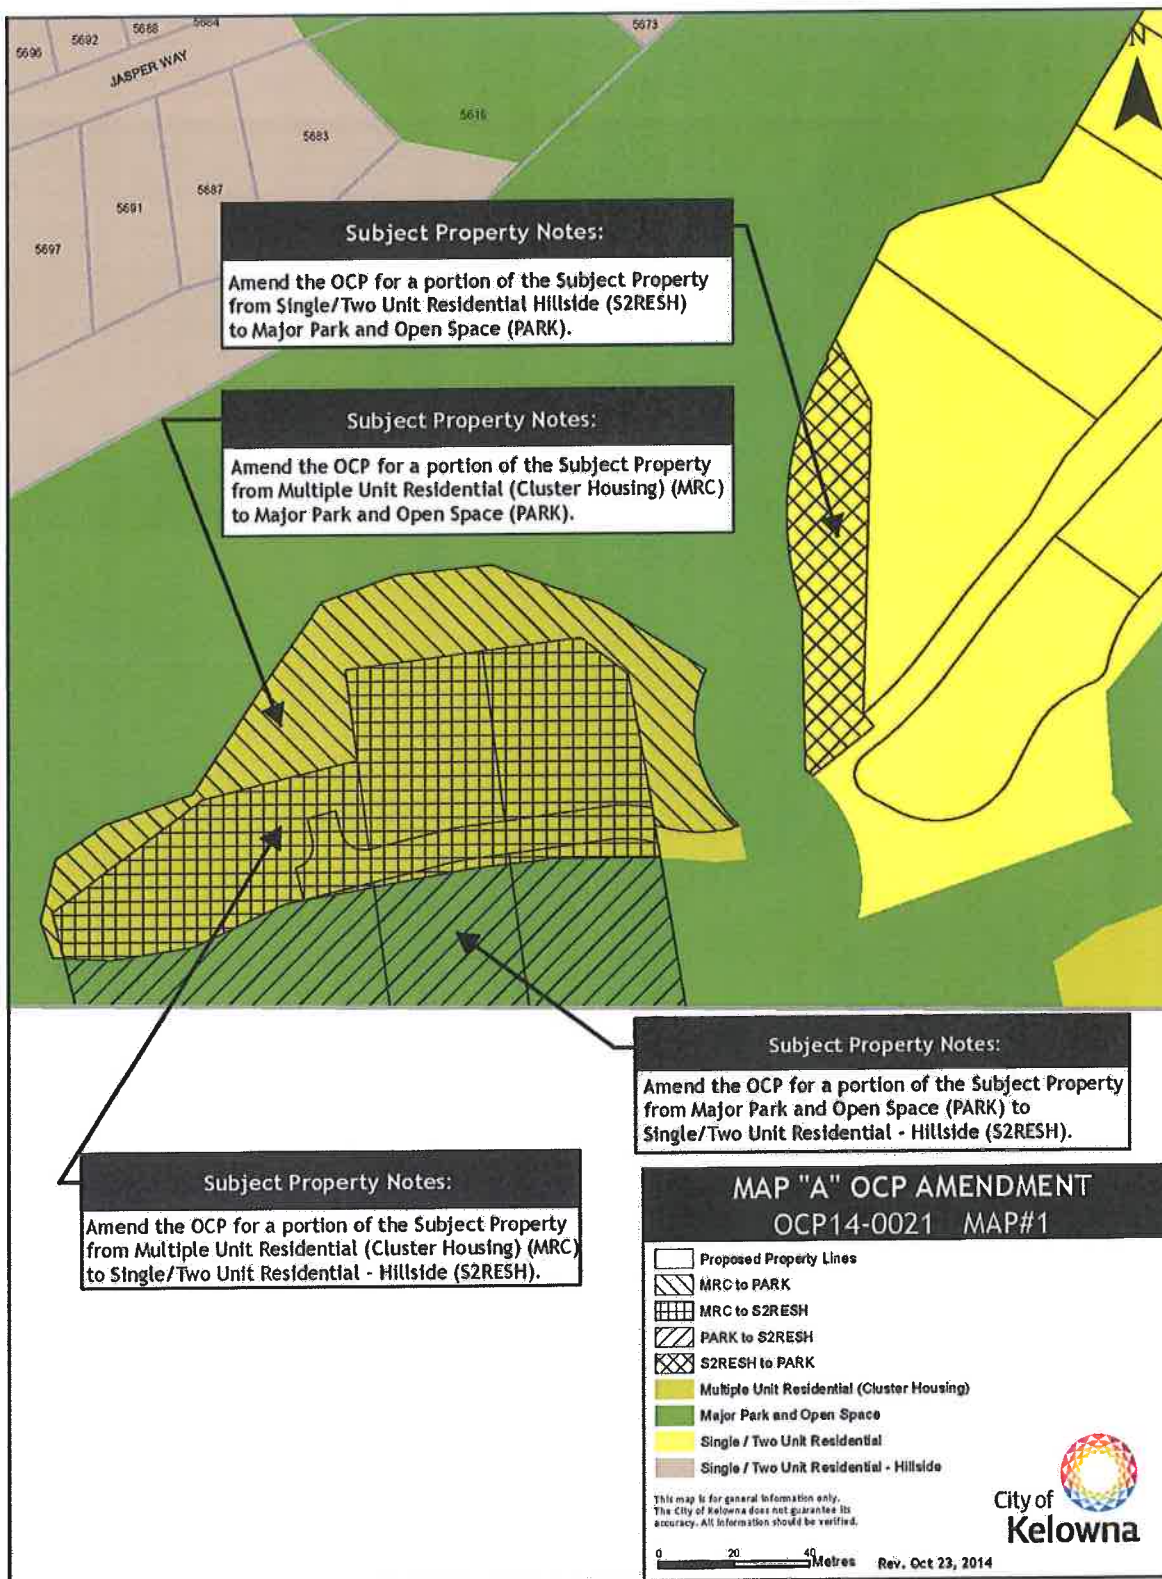 5696
5692
5688
5684
5673
N
JASPER WAY
5616
5683
5687
5691
5697
Subject Property Notes:
Amend the OCP for a portion of the Subject Property
from Single/Two Unit Residential Hillside (S2RESH)
to Major Park and Open Space (PARK).
Subject Property Notes:
Amend the OCP for a portion of the Subject Property
from Multiple Unit Residential (Cluster Housing) (MRC)
to Major Park and Open Space (PARK).
Subject Property Notes:
Amend the OCP for a portion of the Subject Property
from Major Park and Open Space (PARK) to
Single/Two Unit Residential - Hillside (S2RESH).
Subject Property Notes:
Amend the OCP for a portion of the Subject Property
from Multiple Unit Residential (Cluster Housing) (MRC)
to Single/Two Unit Residential - Hillside (S2RESH).
MAP "A" OCP AMENDMENT
OCP14-0021 MAP#1
Proposed Property Lines
MRC to PARK
MRC to S2RESH
PARK to S2RESH
S2RESH to PARK
Multiple Unit Residential (Cluster Housing)
Major Park and Open Space
Single / Two Unit Residential
Single / Two Unit Residential - Hillside
This map is for general information only.
The City of Kelowna does not guarantee its
accuracy. All information should be verified.
City of
Kelowna
0 20 40 Metres
Rev. Oct 23, 2014